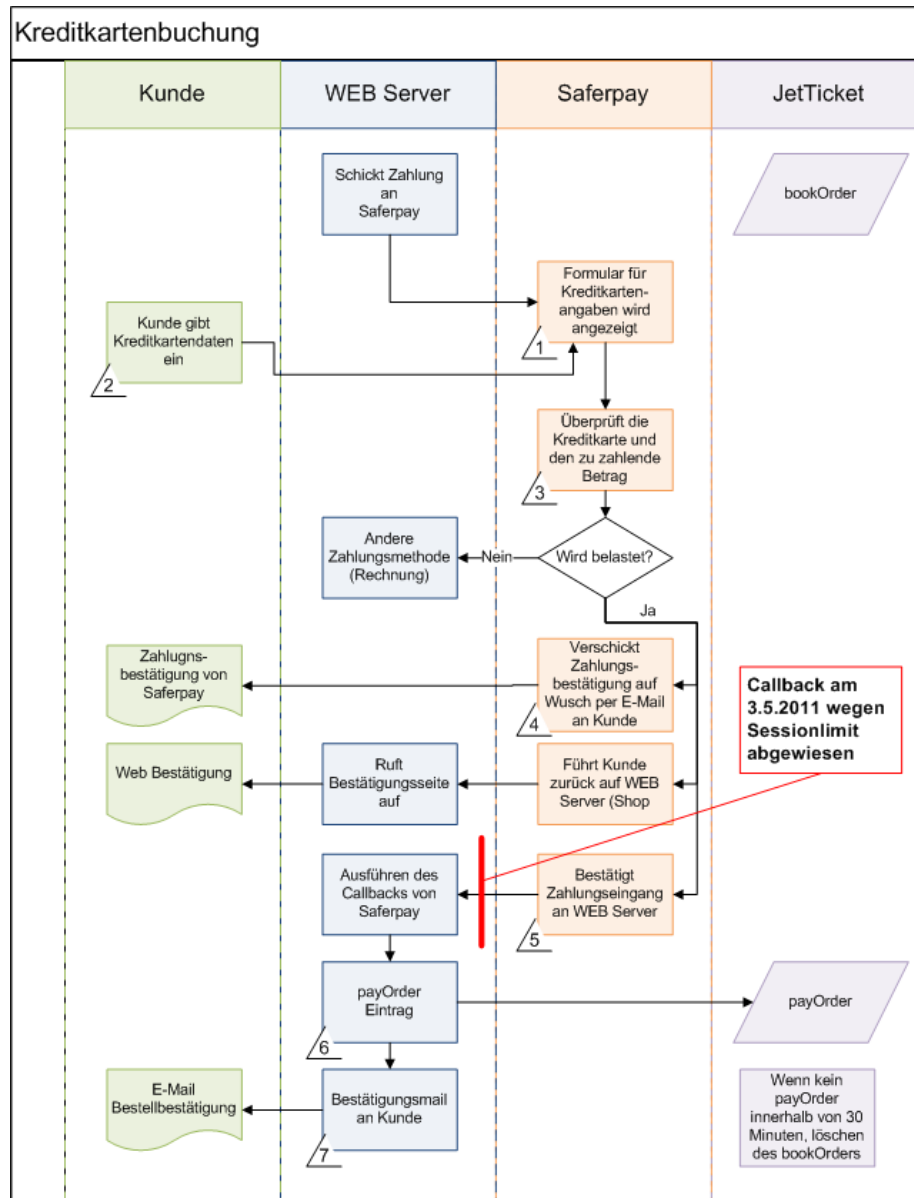 Kreditkartenbuchung
Kunde
WEB Server
Saferpay
JetTicket
Schickt Zahlung
an
Saferpay
bookOrder
Formular für
Kreditkarten-
angaben wird
angezeigt
1
Kunde gibt
Kreditkartendaten
ein
2
Überprüft die
Kreditkarte und
den zu zahlende
Betrag
3
Andere
Zahlungsmethode
(Rechnung)
Nein
Wird belastet?
Ja
Zahlugns-
bestätigung von
Saferpay
Verschickt
Zahlungs-
bestätigung auf
Wusch per E-Mail
an Kunde
4
Callback am
3.5.2011 wegen
Sessionlimit
abgewiesen
Web Bestätigung
Ruft
Bestätigungsseite
auf
Führt Kunde
zurück auf WEB
Server (Shop
Ausführen des
Callbacks von
Saferpay
Bestätigt
Zahlungseingang
an WEB Server
5
payOrder
Eintrag
6
payOrder
E-Mail
Bestellbestätigung
Bestätigungsmail
an Kunde
7
Wenn kein
payOrder
innerhalb von 30
Minuten, löschen
des bookOrders